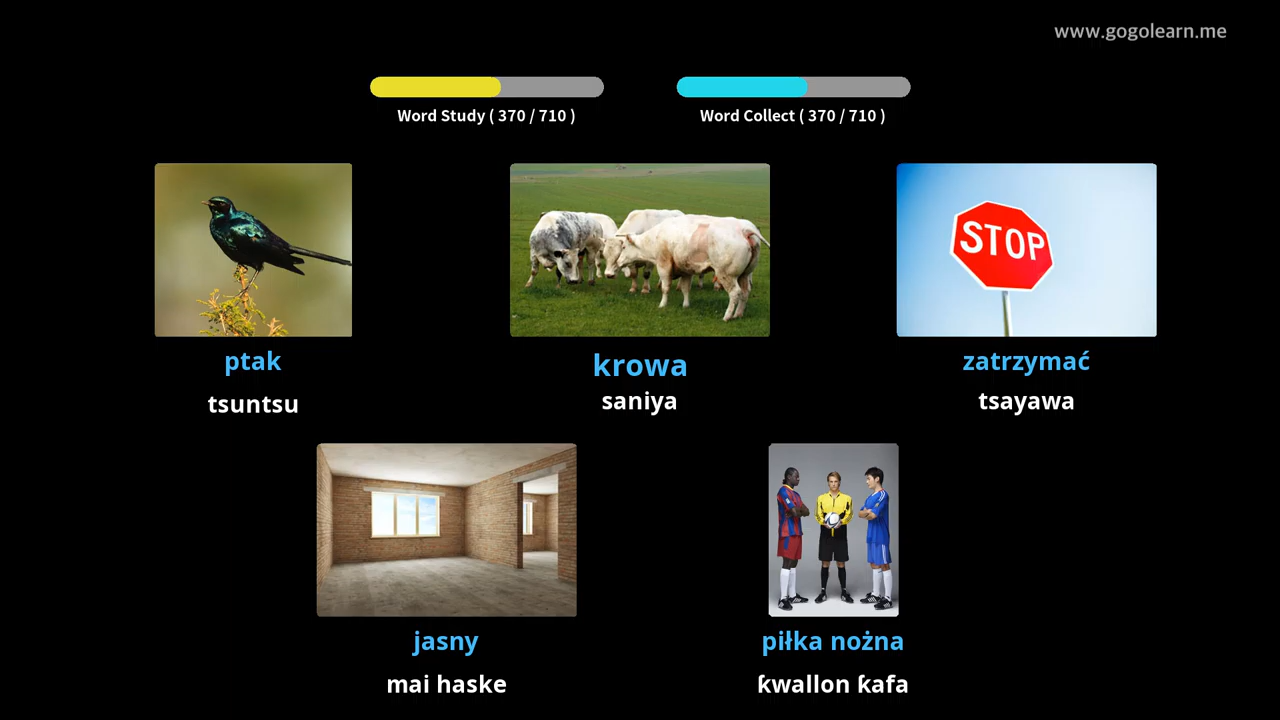 www.gogolearn.me
Word Study ( 370 / 710 )
Word Collect ( 370 / 710 )
STOP
ptak
krowa
zatrzymać
tsuntsu
saniya
tsayawa
jasny
piłka nożna
mai haske
ƙwallon ƙafa